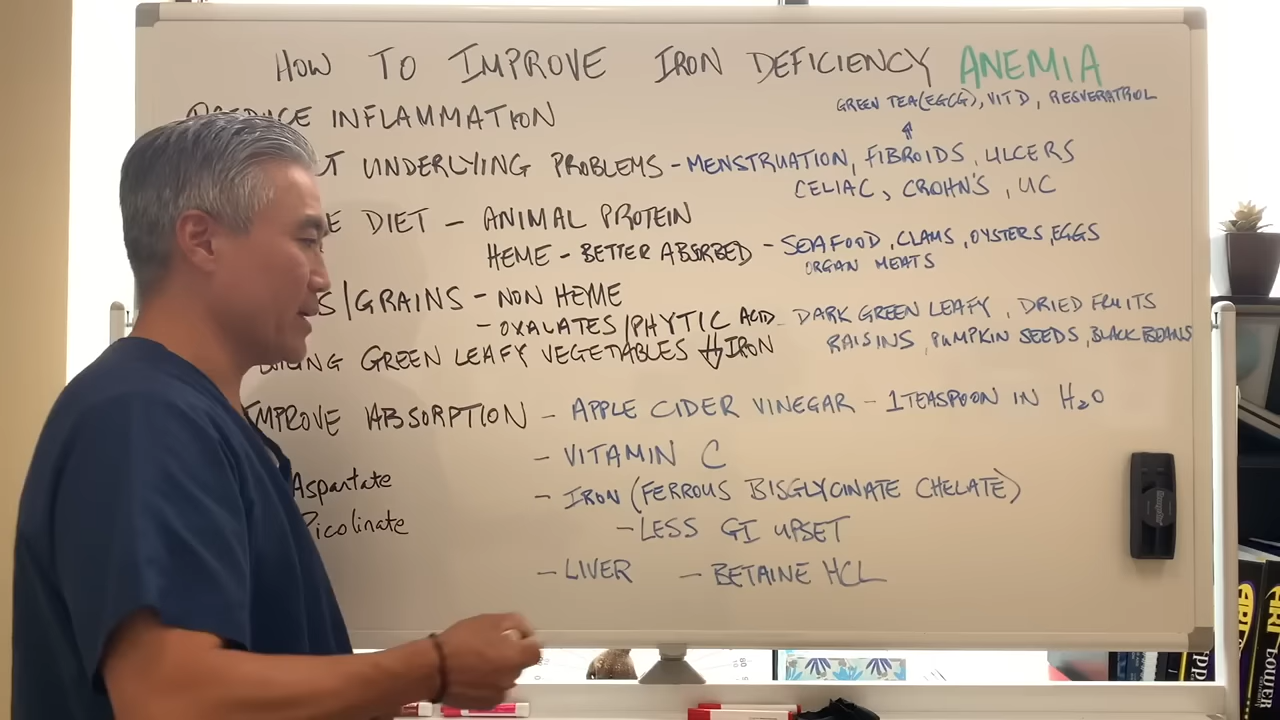 HOW TO IMPROVE IRON DEFICIENCY ANEMIA
GREEN TEA(EGCG), VIT D, RESVERATROL
INFLAMMATION
UNDERLYING PROBLEMS - MENSTRUATION, FIBROIDS, ULCERS
CELIAC, CROHN'S, UC
DIET - ANIMAL PROTEIN
HEME - BETTER ABSORBED - SEAFOOD, CLAMS, OYSTERS, EGGS
ORGAN MEATS
/GRAINS - NON HEME
- OXALATES/PHYTIC ACID - DARK GREEN LEAFY, DRIED FRUITS
RAISINS, PUMPKIN SEEDS, BLACK BEANS
GREEN LEAFY VEGETABLES IRON
IMPROVE ABSORPTION - APPLE CIDER VINEGAR - 1 TEASPOON IN H2O
- VITAMIN C
Aspartate
- IRON (FERROUS BISGLYCINATE CHELATE)
Picolinate
- LESS GI UPSET
- LIVER - BETAINE HCL